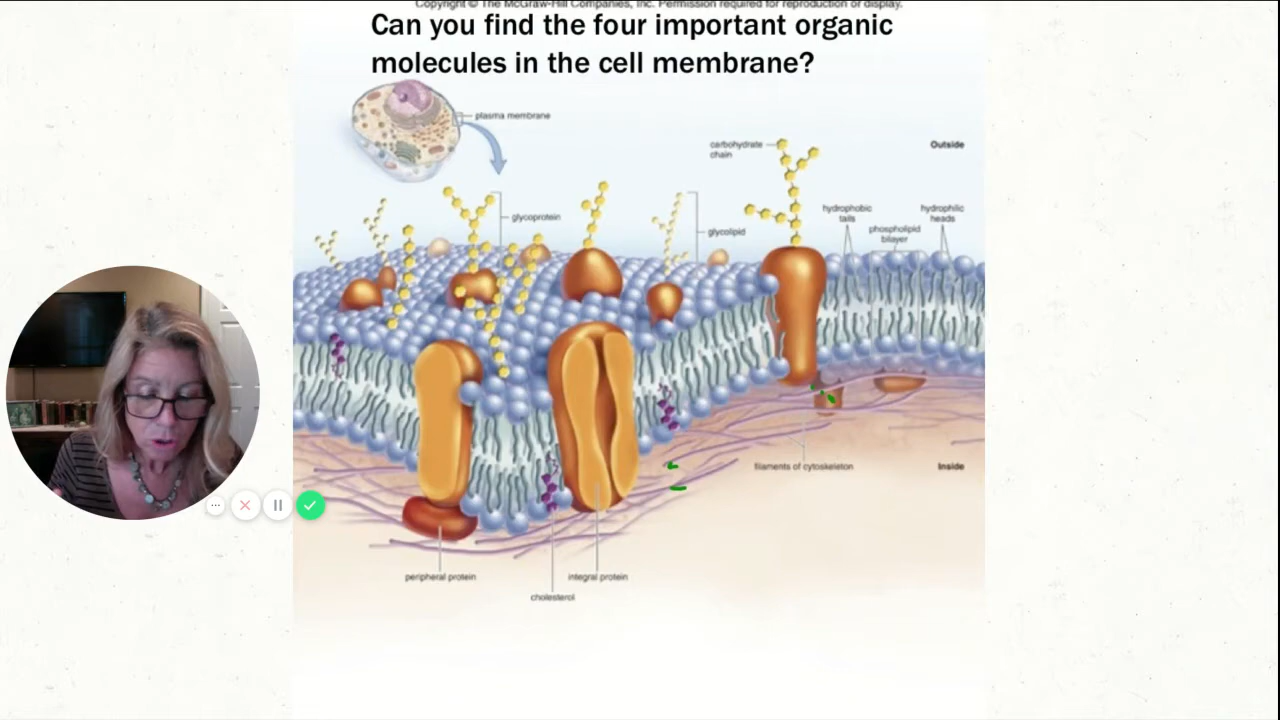 Copyright © The McGraw-Hill Companies, Inc. Permission required for reproduction or display.
Can you find the four important organic
molecules in the cell membrane?
plasma membrane
carbohydrate
chain
Outside
hydrophobic
tails
hydrophilic
heads
glycoprotein
glycolipid
phospholipid
bilayer
filaments of cytoskeleton
Inside
peripheral protein
integral protein
cholesterol